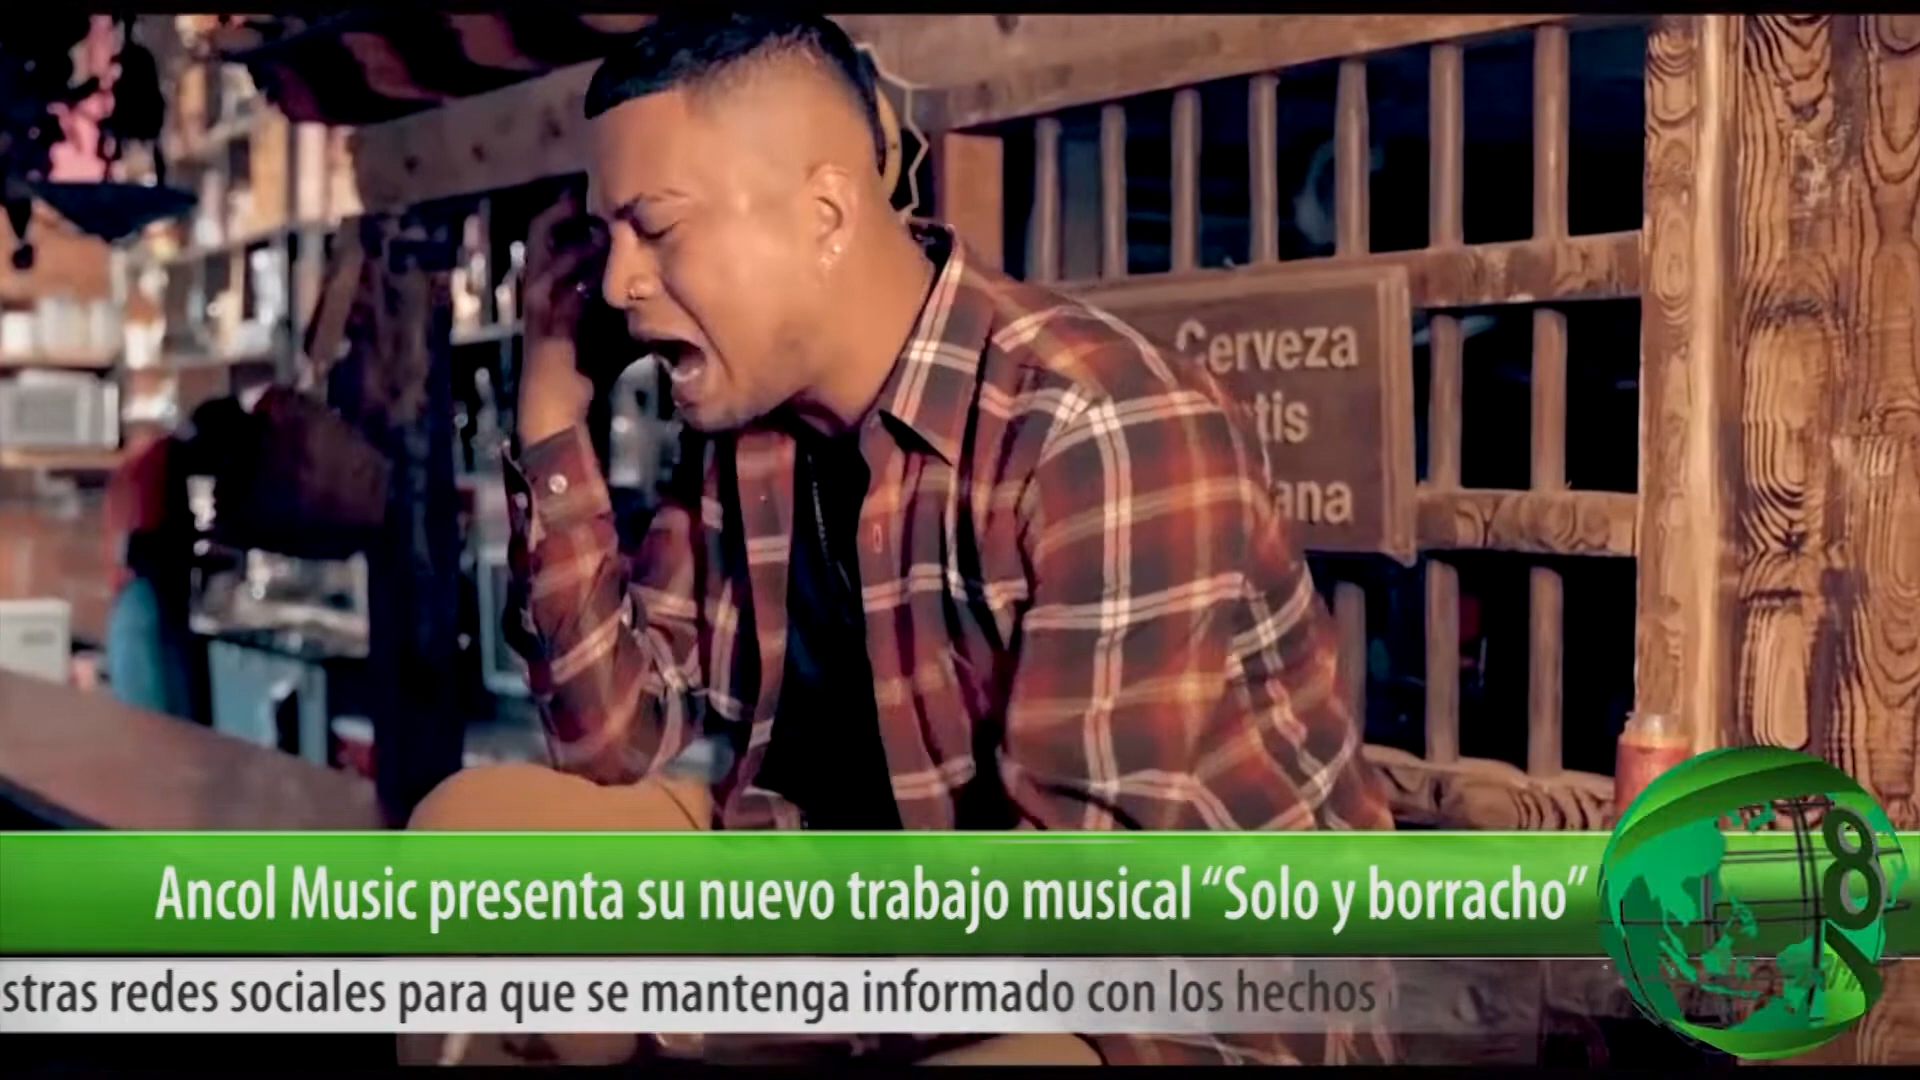 Cerveza
Ancol Music presenta su nuevo trabajo musical “Solo y borracho”
8
stras redes sociales para que se mantenga informado con los hechos